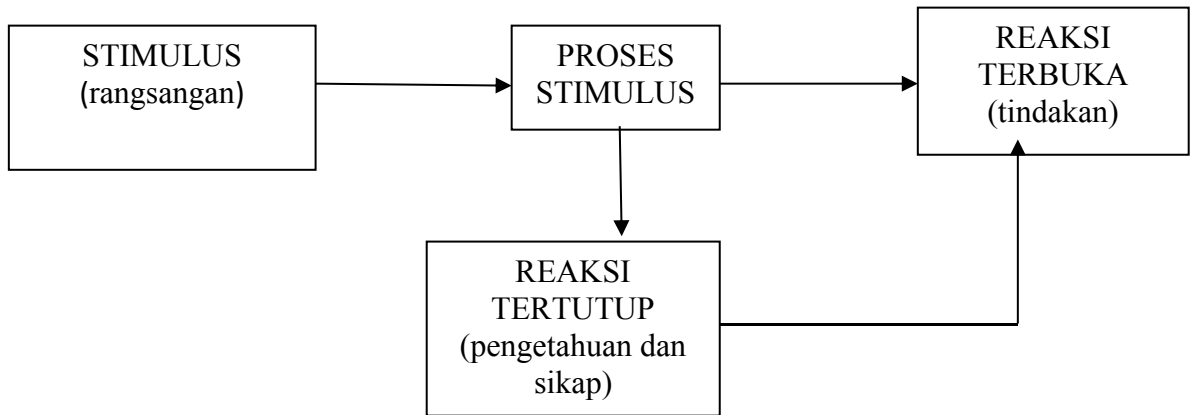 STIMULUS
(rangsangan)
PROSES
STIMULUS
REAKSI
TERBUKA
(tindakan)
REAKSI
TERTUTUP
(pengetahuan dan
sikap)